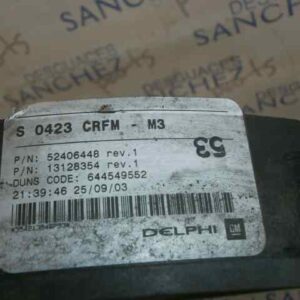 DESGUACES
SANCHEZ
S 0423 CRFM - M3
53
P/N: 52406448 rev.1
P/N: 13128354 rev.1
DUNS CODE: 644549552
21:39:46 25/09/03
DELPHI GM